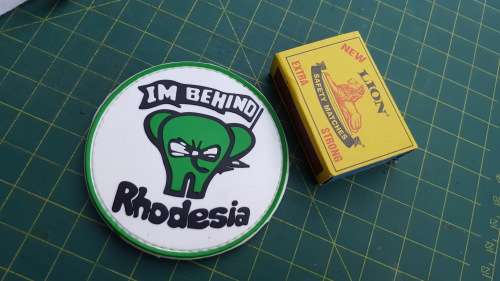 IM BEHIND
Rhodesia
NEW
LION
SAFETY MATCHES
EXTRA
STRONG